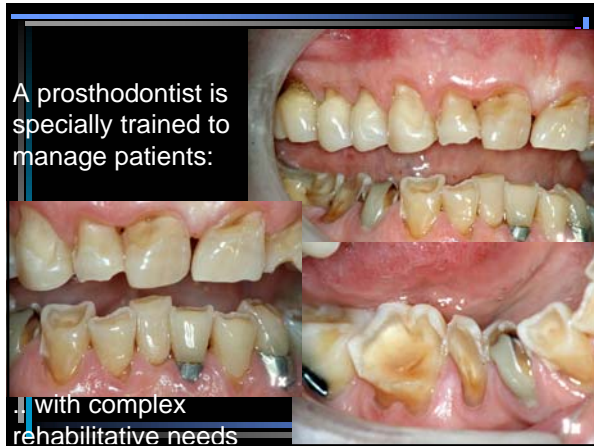 A prosthodontist is
specially trained to
manage patients:
.. with complex
rehabilitative needs